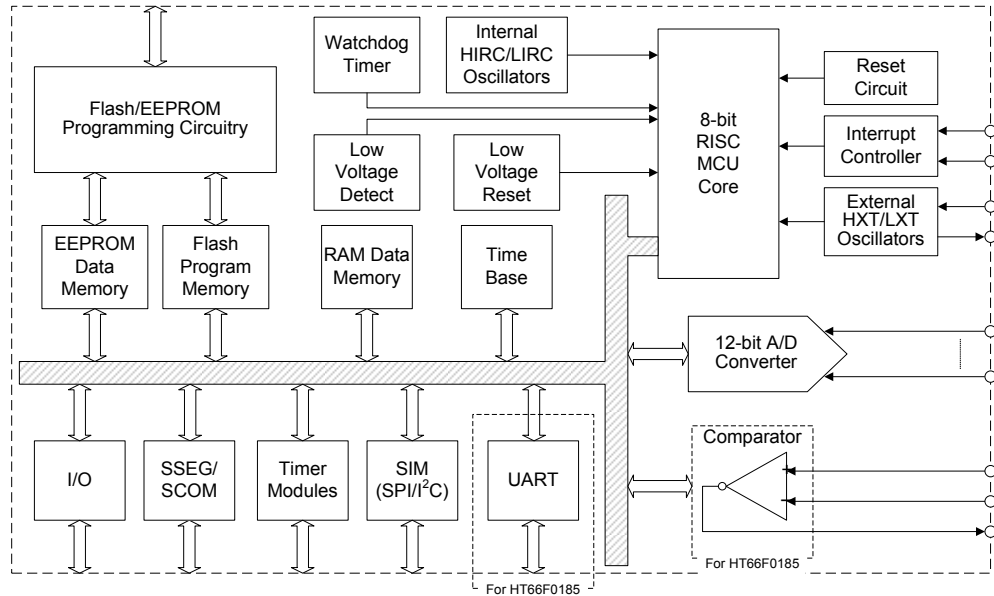 Flash/EEPROM
Programming Circuitry
Watchdog
Timer
Internal
HIRC/LIRC
Oscillators
8-bit
RISC
MCU
Core
Reset
Circuit
Low
Voltage
Detect
Low
Voltage
Reset
Interrupt
Controller
External
HXT/LXT
Oscillators
EEPROM
Data
Memory
Flash
Program
Memory
RAM Data
Memory
Time
Base
12-bit A/D
Converter
I/O
SSEG/
SCOM
Timer
Modules
SIM
(SPI/I²C)
UART
For HT66F0185
Comparator
For HT66F0185